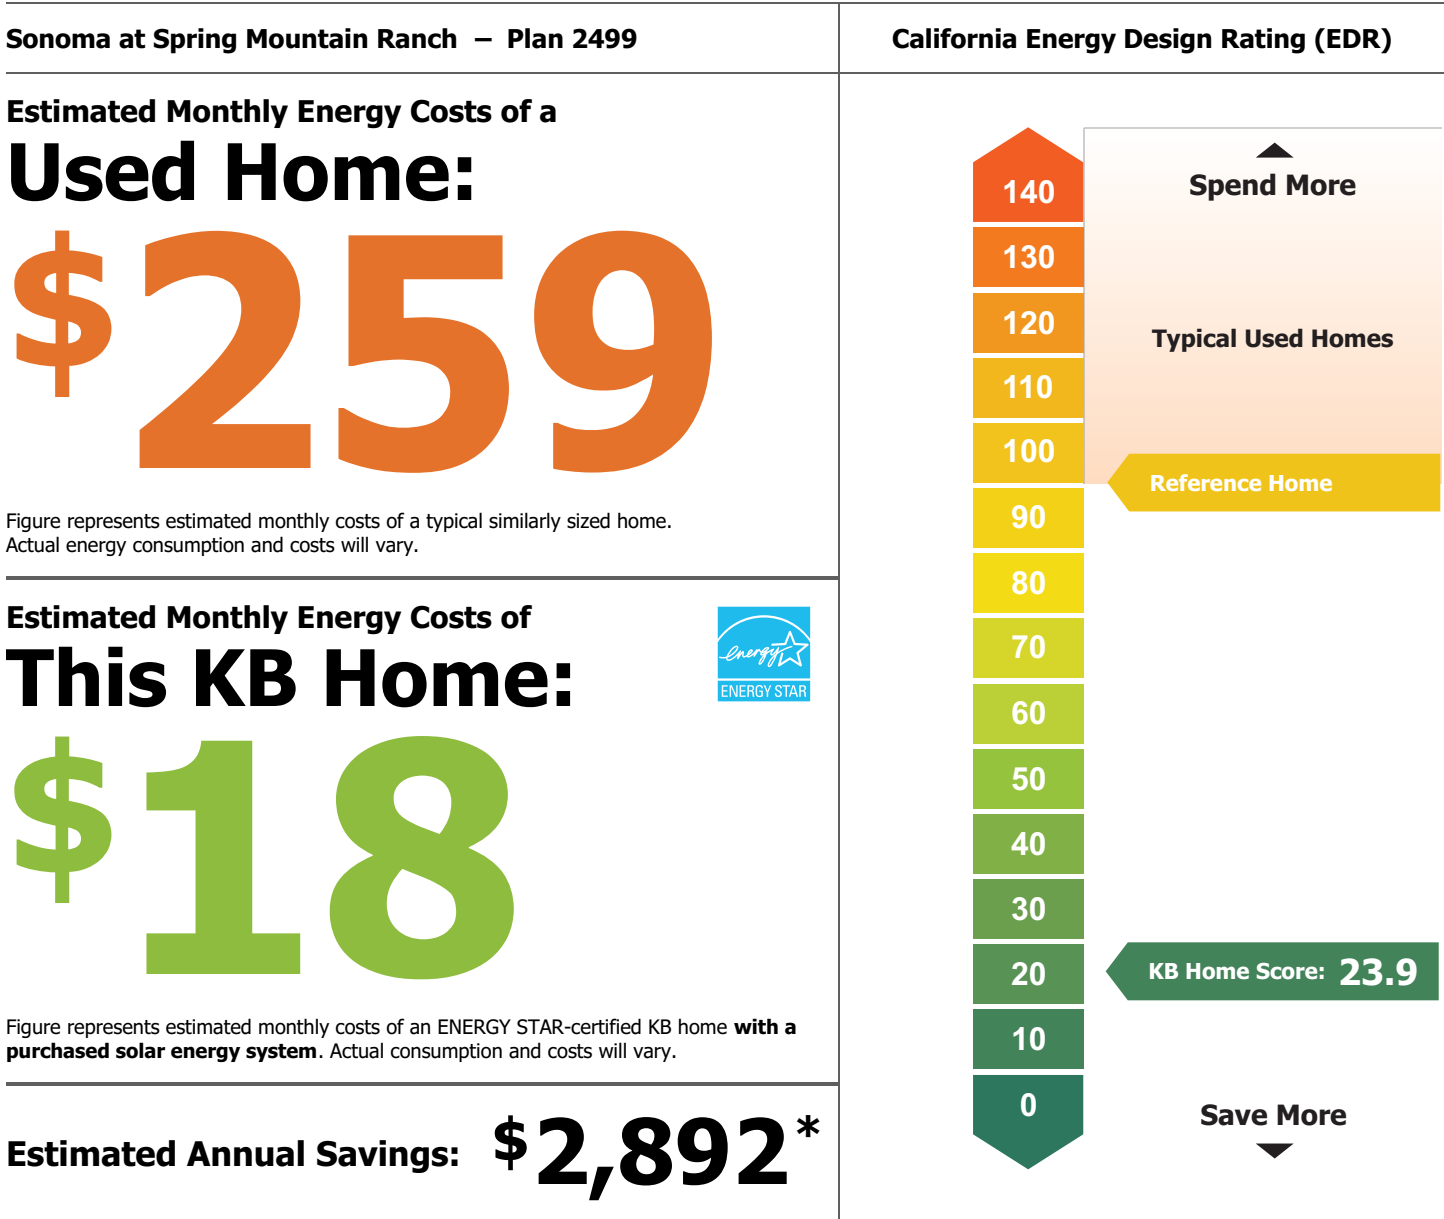 Sonoma at Spring Mountain Ranch – Plan 2499
Estimated Monthly Energy Costs of a
Used Home:
$259
Figure represents estimated monthly costs of a typical similarly sized home.
Actual energy consumption and costs will vary.
Estimated Monthly Energy Costs of
This KB Home:
energy
ENERGY STAR
$18
Figure represents estimated monthly costs of an ENERGY STAR-certified KB home with a
purchased solar energy system. Actual consumption and costs will vary.
Estimated Annual Savings: $2,892*
California Energy Design Rating (EDR)
140
Spend More
130
120
Typical Used Homes
110
100
Reference Home
90
80
70
60
50
40
30
20
KB Home Score: 23.9
10
0
Save More